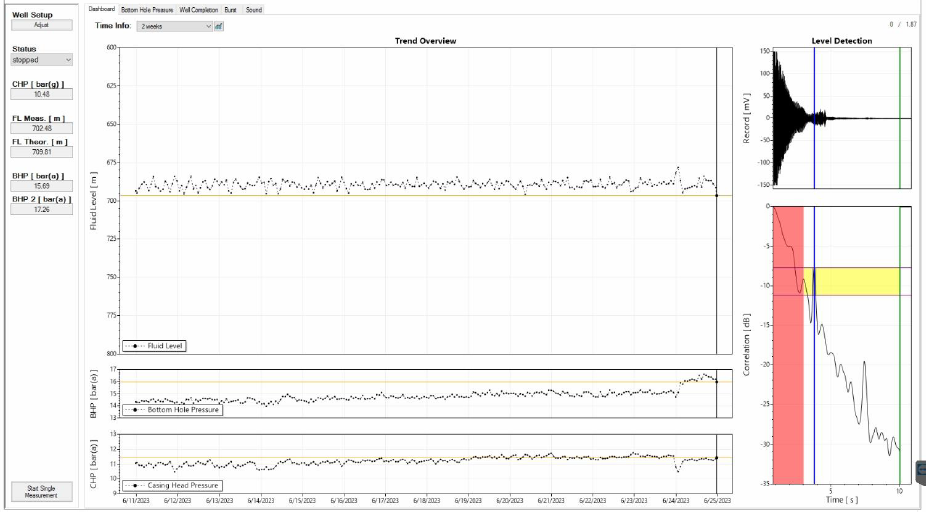 Well Setup
Adjust
Status
stopped
CHP [ bar(g) ]
10.48
FL Meas. [ m ]
702.48
FL Theor. [ m ]
709.81
BHP [ bar(a) ]
15.69
BHP 2 [ bar(a) ]
17.26
Start Single
Measurement
Dashboard Bottom Hole Pressure Well Completion Burst Sound
Time Info: 2 weeks
0 / 1.87
Trend Overview
Fluid Level [ m ]
600
625
650
675
700
725
750
775
800
Fluid Level
BHP [ bar(a) ]
17
16
15
14
13
Bottom Hole Pressure
CHP [ bar(a) ]
13
12
11
10
9
Casing Head Pressure
6/11/2023 6/12/2023 6/13/2023 6/14/2023 6/15/2023 6/16/2023 6/17/2023 6/18/2023 6/19/2023 6/20/2023 6/21/2023 6/22/2023 6/23/2023 6/24/2023 6/25/2023
Level Detection
Record [ mV ]
150
100
50
0
-50
-100
-150
Correlation [ dB ]
0
-5
-10
-15
-20
-25
-30
-35
5 10
Time [ s ]